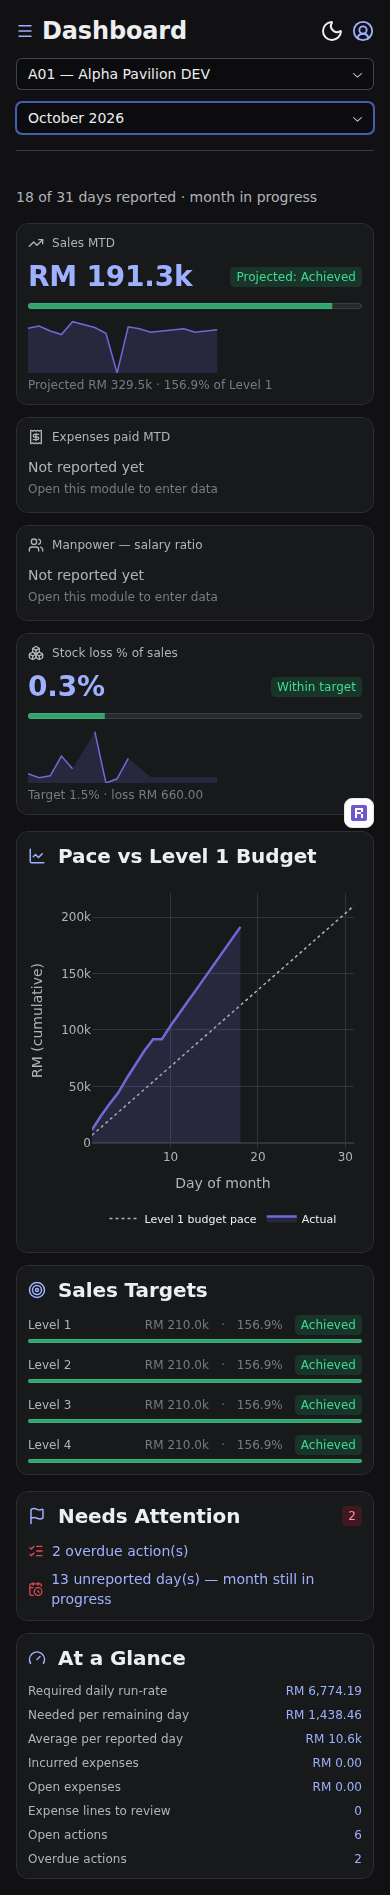 Dashboard
A01 — Alpha Pavilion DEV
October 2026
18 of 31 days reported · month in progress
Sales MTD
RM 191.3k
Projected: Achieved
Projected RM 329.5k · 156.9% of Level 1
Expenses paid MTD
Not reported yet
Open this module to enter data
Manpower — salary ratio
Not reported yet
Open this module to enter data
Stock loss % of sales
0.3%
Within target
Target 1.5% · loss RM 660.00
R
Pace vs Level 1 Budget
200k
150k
100k
50k
0
RM (cumulative)
10 20 30
Day of month
Level 1 budget pace Actual
Sales Targets
Level 1 RM 210.0k · 156.9% Achieved
Level 2 RM 210.0k · 156.9% Achieved
Level 3 RM 210.0k · 156.9% Achieved
Level 4 RM 210.0k · 156.9% Achieved
Needs Attention 2
2 overdue action(s)
13 unreported day(s) — month still in
progress
At a Glance
Required daily run-rate RM 6,774.19
Needed per remaining day RM 1,438.46
Average per reported day RM 10.6k
Incurred expenses RM 0.00
Open expenses RM 0.00
Expense lines to review 0
Open actions 6
Overdue actions 2